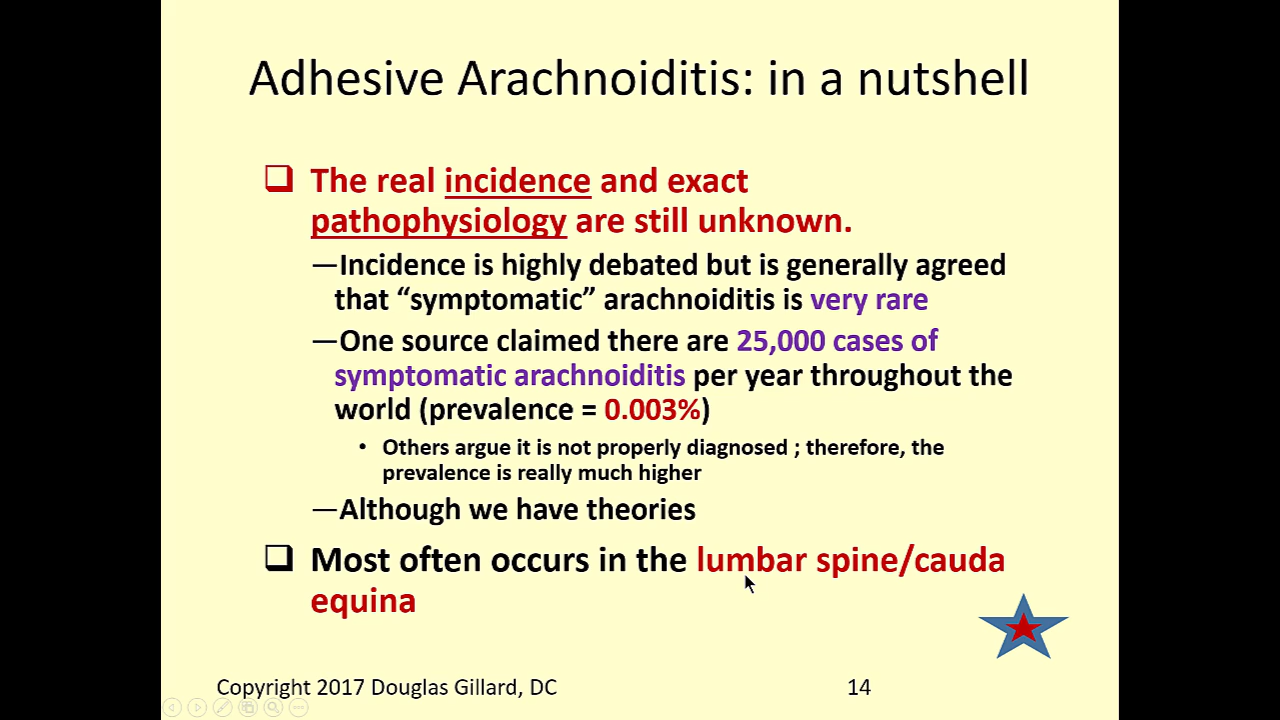 Adhesive Arachnoiditis: in a nutshell
The real incidence and exact
pathophysiology are still unknown.
—Incidence is highly debated but is generally agreed
that “symptomatic” arachnoiditis is very rare
—One source claimed there are 25,000 cases of
symptomatic arachnoiditis per year throughout the
world (prevalence = 0.003%)
• Others argue it is not properly diagnosed ; therefore, the
prevalence is really much higher
—Although we have theories
Most often occurs in the lumbar spine/cauda
equina
Copyright 2017 Douglas Gillard, DC
14